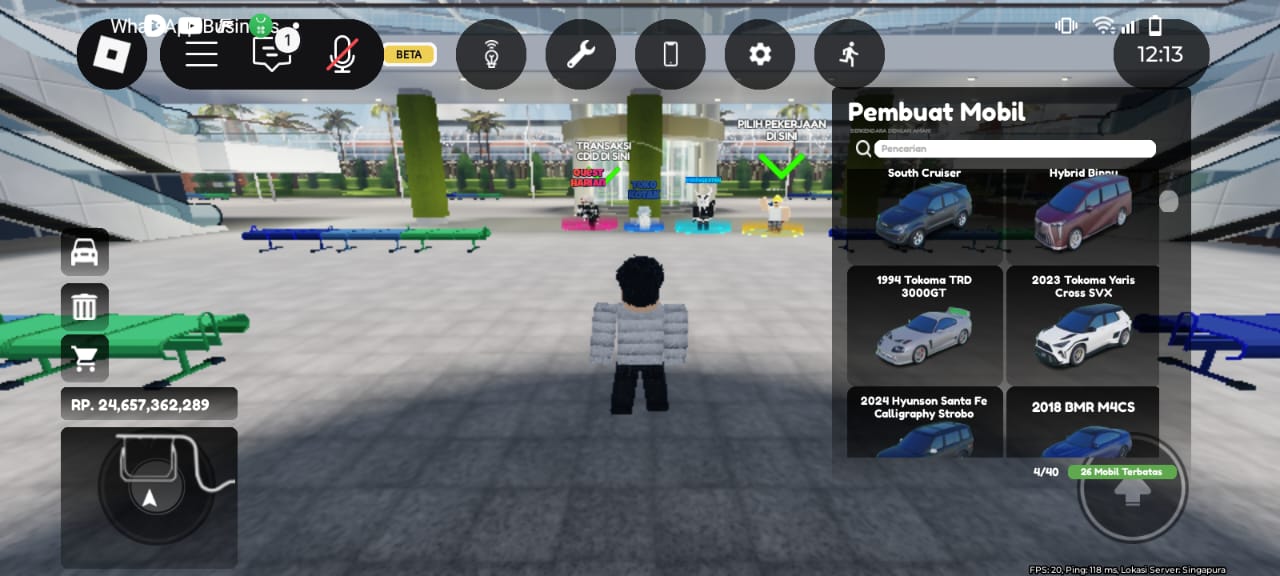 WhatsApp Business
1
BETA
12:13
Pembuat Mobil
BERKENDARA DENGAN AMAN
Pencarian
South Cruiser
Hybrid Binpu
1994 Tokoma TRD
3000GT
2023 Tokoma Yaris
Cross SVX
2024 Hyunson Santa Fe
Calligraphy Strobo
2018 BMR M4CS
4/40
26 Mobil Terbatas
TRANSAKSI
CDID DI SINI
QUEST
HARIAN
TOKO
KOTAK
PILIH PEKERJAAN
DI SINI
RP. 24,657,362,289
FPS: 20, Ping: 118 ms, Lokasi Server: Singapura